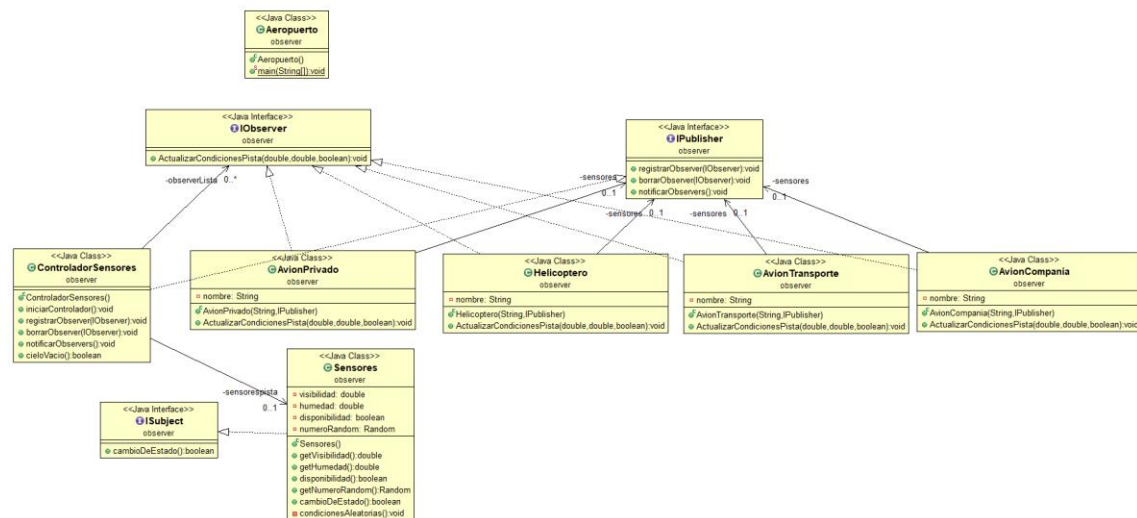 <<Java Class>>
Aeropuerto
observer
Aeropuerto()
main(String[]):void
<<Java Interface>>
IObserver
observer
ActualizarCondicionesPista(double,double,boolean):void
<<Java Interface>>
IPublisher
observer
registrarObserver(IObserver):void
borrarObserver(IObserver):void
notificarObservers():void
-observerLista
0..*
-sensores
0..1
-sensores
0..1
-sensores
0..1
-sensores
0..1
<<Java Class>>
ControladorSensores
observer
ControladorSensores()
iniciarControlador():void
registrarObserver(IObserver):void
borrarObserver(IObserver):void
notificarObservers():void
cieloVacio():boolean
<<Java Class>>
AvionPrivado
observer
nombre: String
AvionPrivado(String,IPublisher)
ActualizarCondicionesPista(double,double,boolean):void
<<Java Class>>
Helicoptero
observer
nombre: String
Helicoptero(String,IPublisher)
ActualizarCondicionesPista(double,double,boolean):void
<<Java Class>>
AvionTransporte
observer
nombre: String
AvionTransporte(String,IPublisher)
ActualizarCondicionesPista(double,double,boolean):void
<<Java Class>>
AvionCompania
observer
nombre: String
AvionCompania(String,IPublisher)
ActualizarCondicionesPista(double,double,boolean):void
-sensorespista
0..1
<<Java Class>>
Sensores
observer
visibilidad: double
humedad: double
disponibilidad: boolean
numeroRandom: Random
Sensores()
getVisibilidad():double
getHumedad():double
disponibilidad():boolean
getNumeroRandom():Random
cambioDeEstado():boolean
condicionesAleatorias():void
<<Java Interface>>
ISubject
observer
cambioDeEstado():boolean